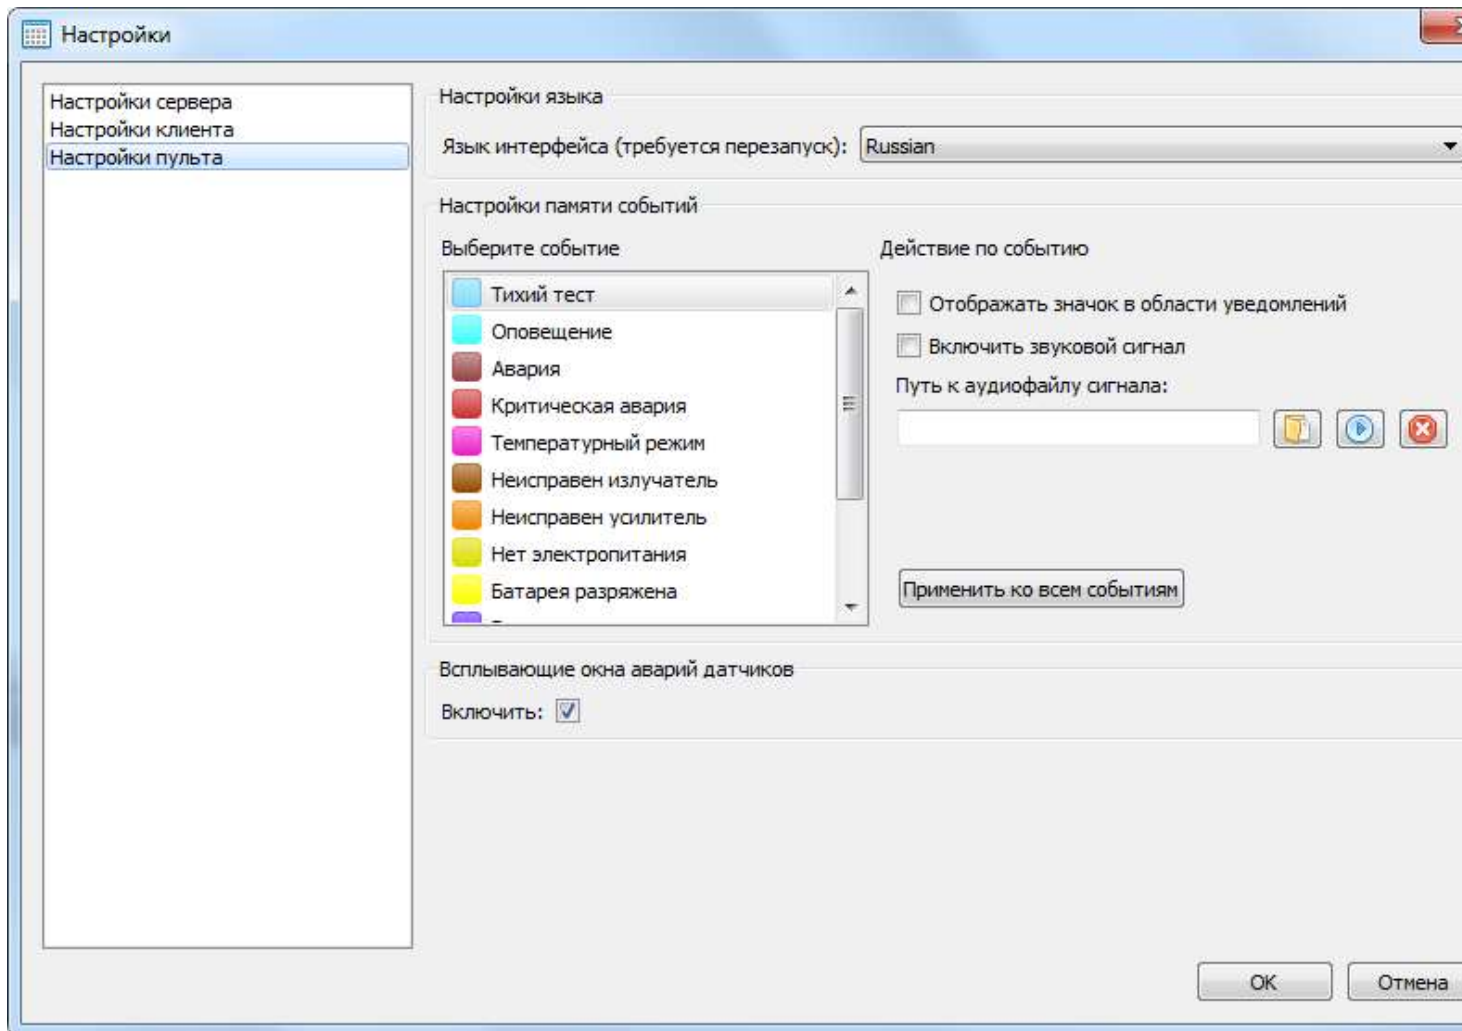 Настройки
Настройки сервера
Настройки клиента
Настройки пульта
Настройки языка
Язык интерфейса (требуется перезапуск): Russian
Настройки памяти событий
Выберите событие
Тихий тест
Оповещение
Авария
Критическая авария
Температурный режим
Неисправен излучатель
Неисправен усилитель
Нет электропитания
Батарея разряжена
Действие по событию
Отображать значок в области уведомлений
Включить звуковой сигнал
Путь к аудиофайлу сигнала:
Применить ко всем событиям
Всплывающие окна аварий датчиков
Включить:
OK
Отмена